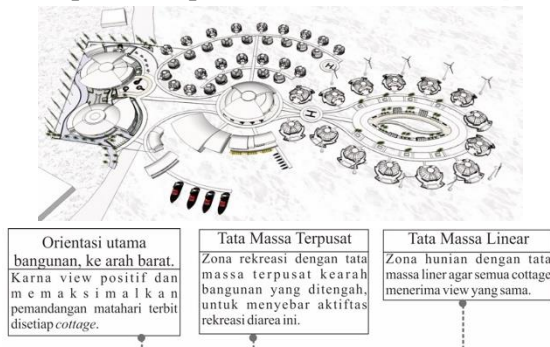 Orientasi utama
bangunan, ke arah barat.
Karna view positif dan
memaksimalkan
pemandangan matahari terbit
disetiap cottage.
Tata Massa Terpusat
Zona rekreasi dengan tata
massa terpusat kearah
bangunan yang ditengah,
untuk menyebar aktiftas
rekreasi diarea ini.
Tata Massa Linear
Zona hunian dengan tata
massa liner agar semua cottage
menerima view yang sama.
H
H